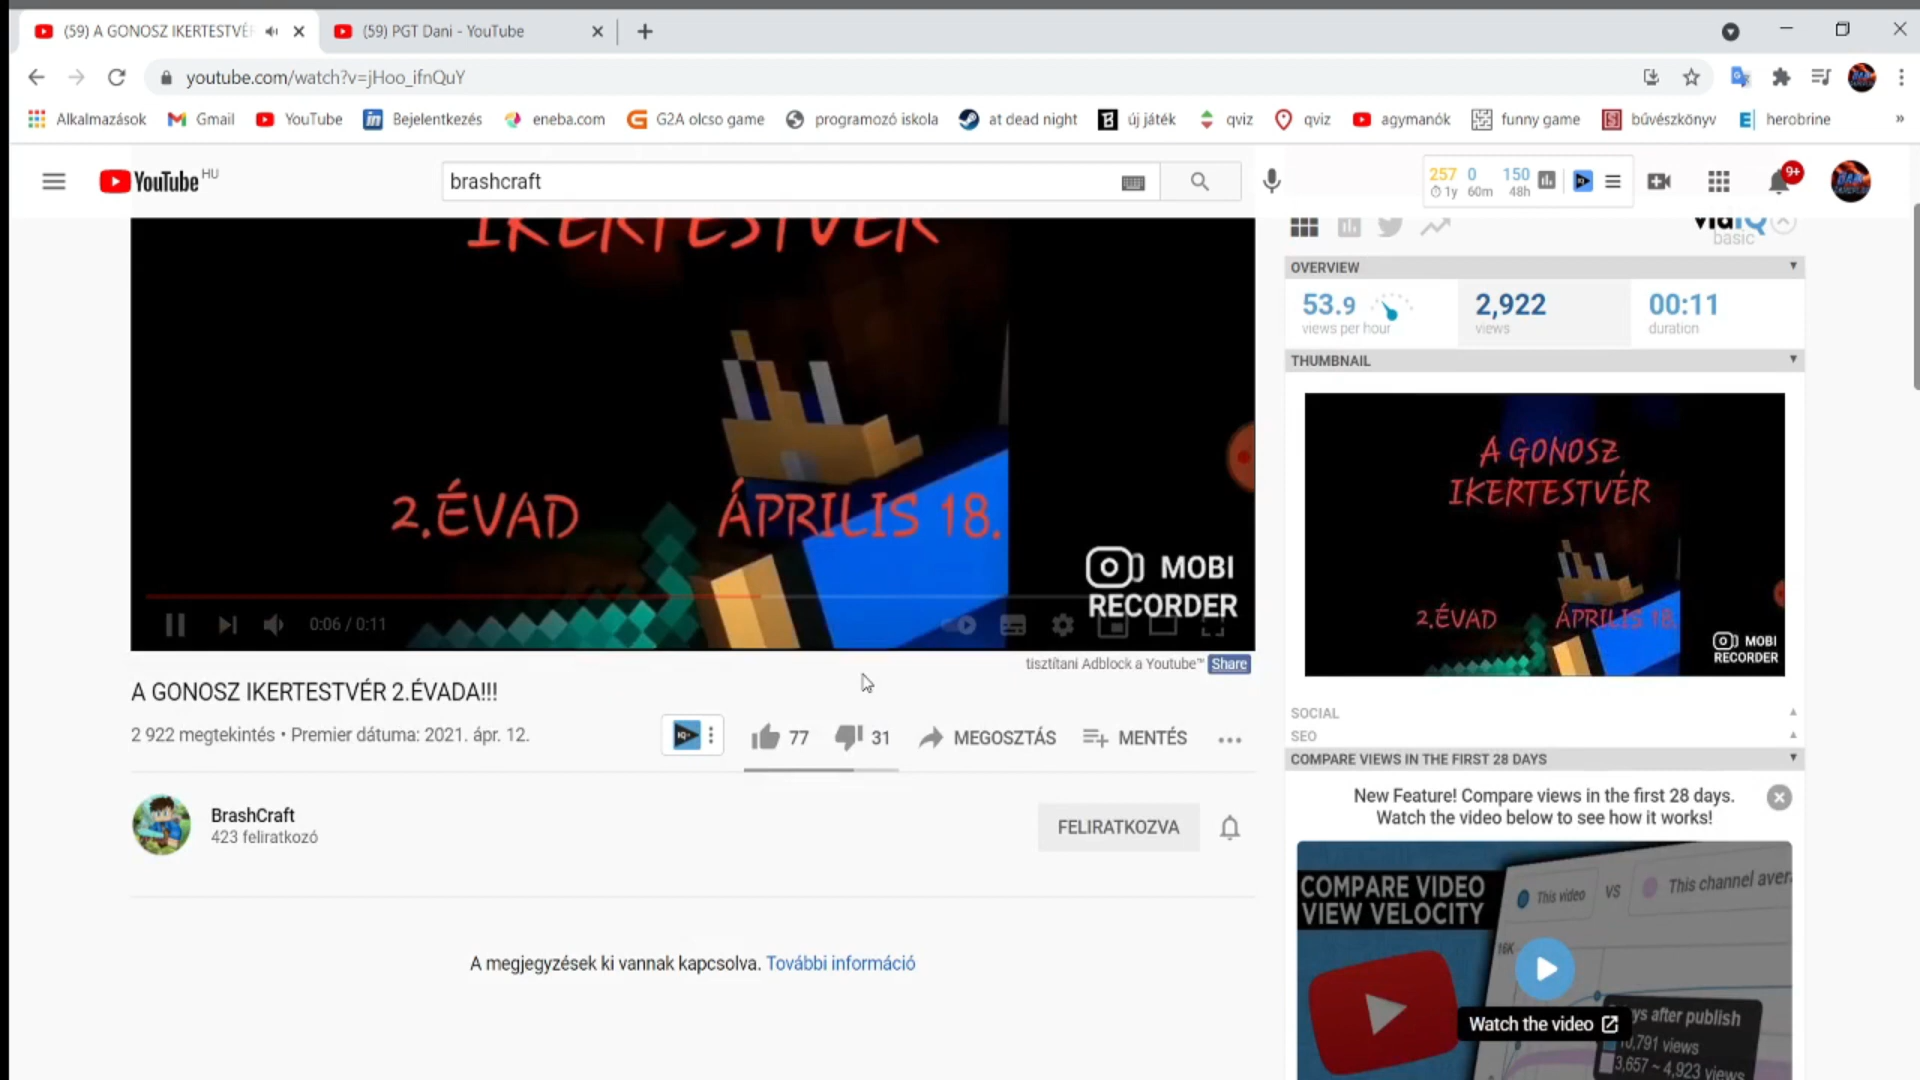 (59) A GONOSZ IKERTESTVÉR
(59) PGT Dani - YouTube
youtube.com/watch?v=jHoo_ifnQuY
Alkalmazások
Gmail
YouTube
Bejelentkezés
eneba.com
G2A olcso game
programozó iskola
at dead night
új játék
qviz
qviz
agymanók
funny game
bűvészkönyv
herobrine
»
YouTube HU
brashcraft
257 0 150
1y 60m 48h
9+
IKERTESTVÉR
2.ÉVAD ÁPRILIS 18.
MOBI
RECORDER
0:06 / 0:11
tisztítani Adblock a Youtube™ Share
A GONOSZ IKERTESTVÉR 2.ÉVADA!!!
2 922 megtekintés • Premier dátuma: 2021. ápr. 12.
77
31
MEGOSZTÁS
MENTÉS
BrashCraft
423 feliratkozó
FELIRATKOZVA
A megjegyzések ki vannak kapcsolva. További információ
vidIQ
basic
OVERVIEW
53.9 2,922 00:11
views per hour views duration
THUMBNAIL
A GONOSZ
IKERTESTVÉR
2.ÉVAD ÁPRILIS 18.
MOBI
RECORDER
SOCIAL
SEO
COMPARE VIEWS IN THE FIRST 28 DAYS
New Feature! Compare views in the first 28 days.
Watch the video below to see how it works!
COMPARE VIDEO
VIEW VELOCITY
This video VS This channel aver
16K
Watch the video
ys after publish
10,791 views
3,657 ~ 4,923 views